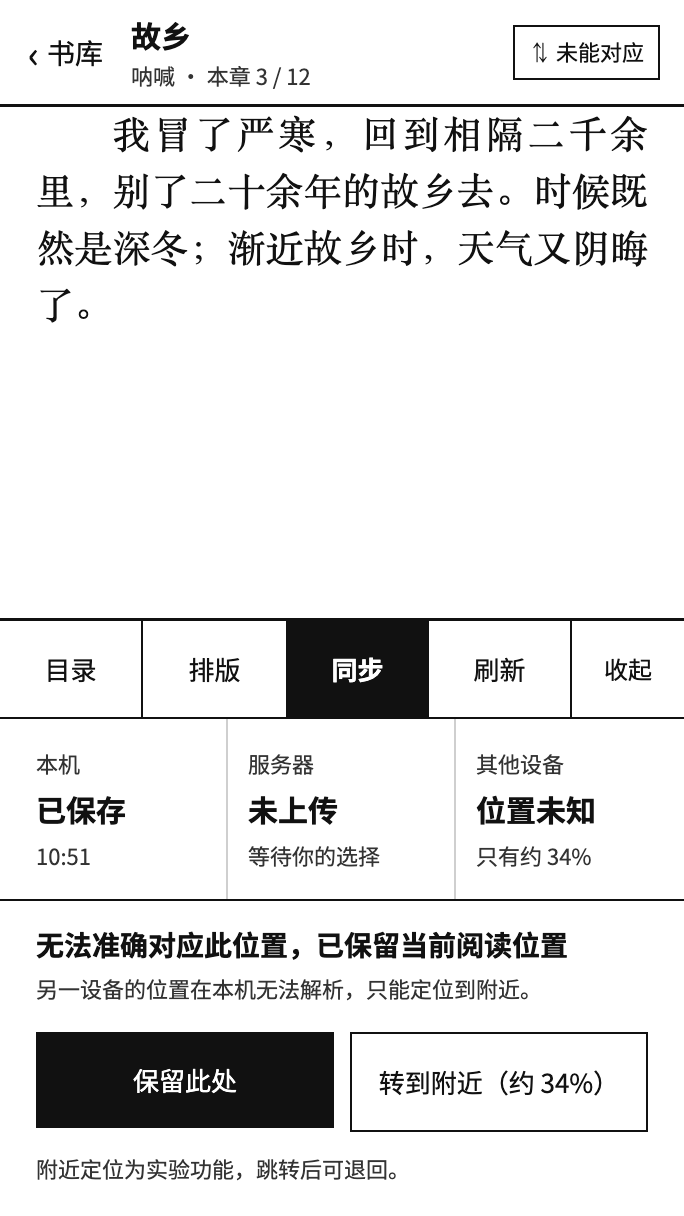 ‹ 书库
故乡
呐喊 · 本章 3 / 12
⇅ 未能对应
我冒了严寒，回到相隔二千余
里，别了二十余年的故乡去。时候既
然是深冬；渐近故乡时，天气又阴晦
了。
目录 排版 同步 刷新 收起
本机 服务器 其他设备
已保存 未上传 位置未知
10:51 等待你的选择 只有约 34%
无法准确对应此位置，已保留当前阅读位置
另一设备的位置在本机无法解析，只能定位到附近。
保留此处 转到附近（约 34%）
附近定位为实验功能，跳转后可退回。